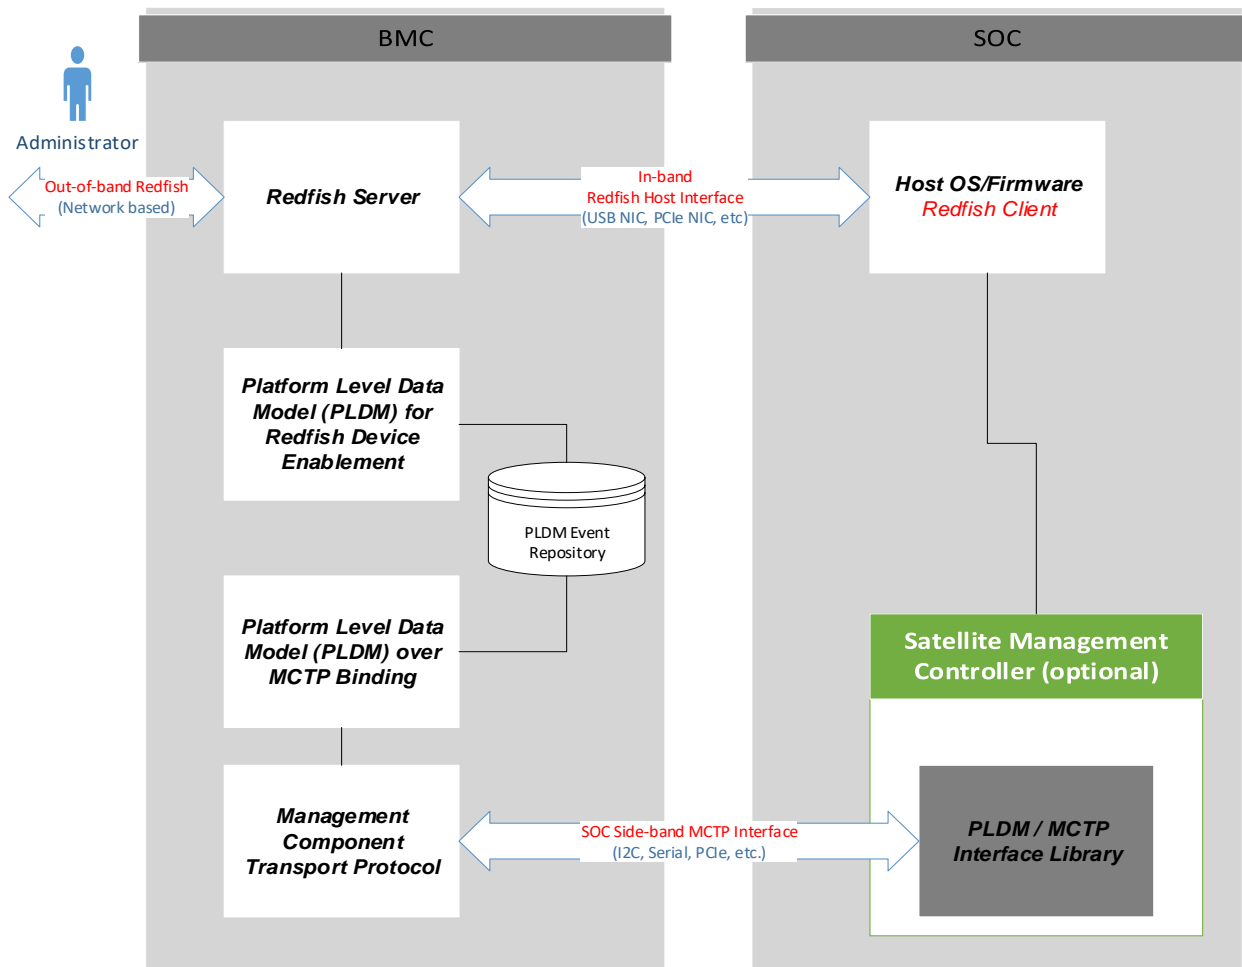 BMC
SOC
Administrator
Out-of-band Redfish
(Network based)
Redfish Server
In-band
Redfish Host Interface
(USB NIC, PCIe NIC, etc)
Host OS/Firmware
Redfish Client
Platform Level Data
Model (PLDM) for
Redfish Device
Enablement
PLDM Event
Repository
Platform Level Data
Model (PLDM) over
MCTP Binding
Satellite Management
Controller (optional)
Management
Component
Transport Protocol
SOC Side-band MCTP Interface
(I2C, Serial, PCIe, etc.)
PLDM / MCTP
Interface Library